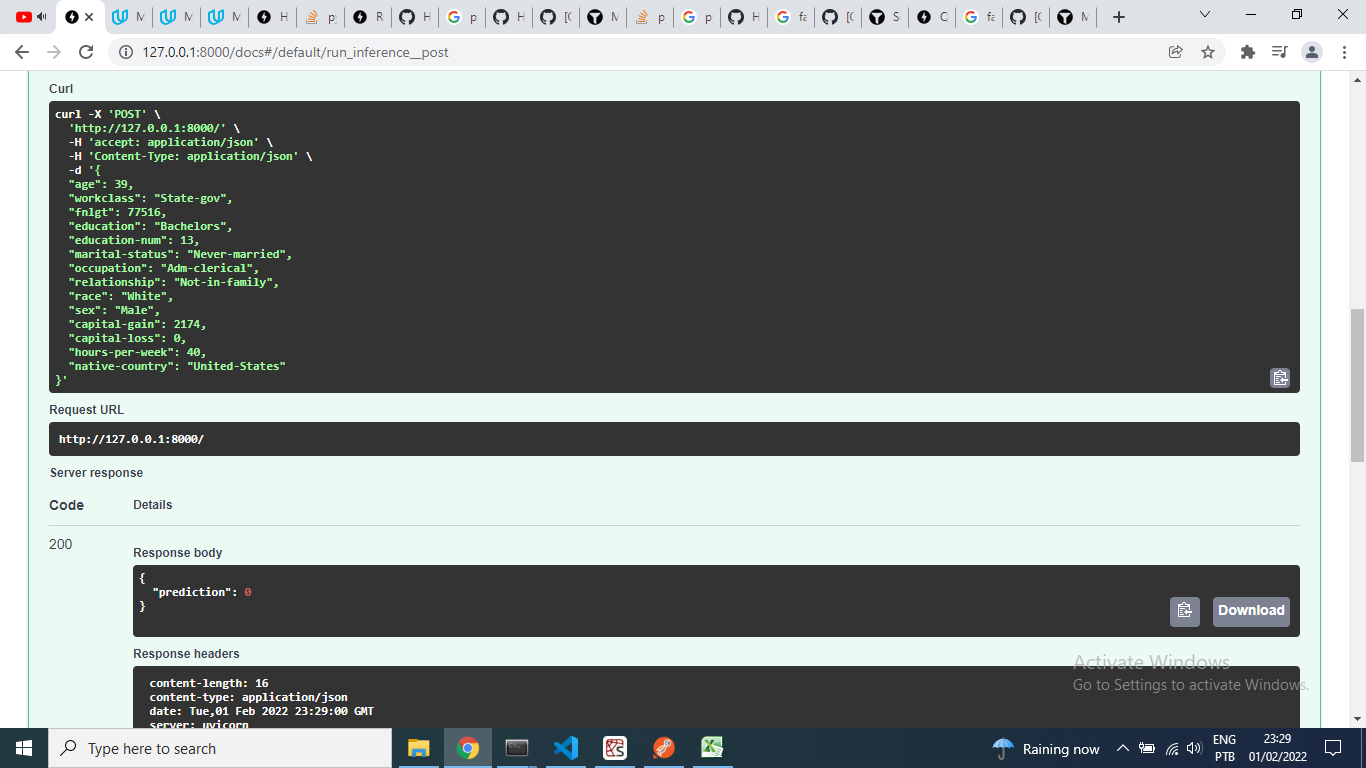 M
M
M
H
py
R
H
p
H
[(
M
p
p
H
fa
[(
S
fa
[(
M
127.0.0.1:8000/docs#/default/run_inference__post
Curl
curl -X 'POST' \
'http://127.0.0.1:8000/' \
-H 'accept: application/json' \
-H 'Content-Type: application/json' \
-d '{
"age": 39,
"workclass": "State-gov",
"fnlgt": 77516,
"education": "Bachelors",
"education-num": 13,
"marital-status": "Never-married",
"occupation": "Adm-clerical",
"relationship": "Not-in-family",
"race": "White",
"sex": "Male",
"capital-gain": 2174,
"capital-loss": 0,
"hours-per-week": 40,
"native-country": "United-States"
}'
Request URL
http://127.0.0.1:8000/
Server response
Code Details
200
Response body
{
"prediction": 0
}
Download
Response headers
content-length: 16
content-type: application/json
date: Tue,01 Feb 2022 23:29:00 GMT
server: uvicorn
Activate Windows
Go to Settings to activate Windows.
Type here to search
Raining now
ENG
PTB
23:29
01/02/2022